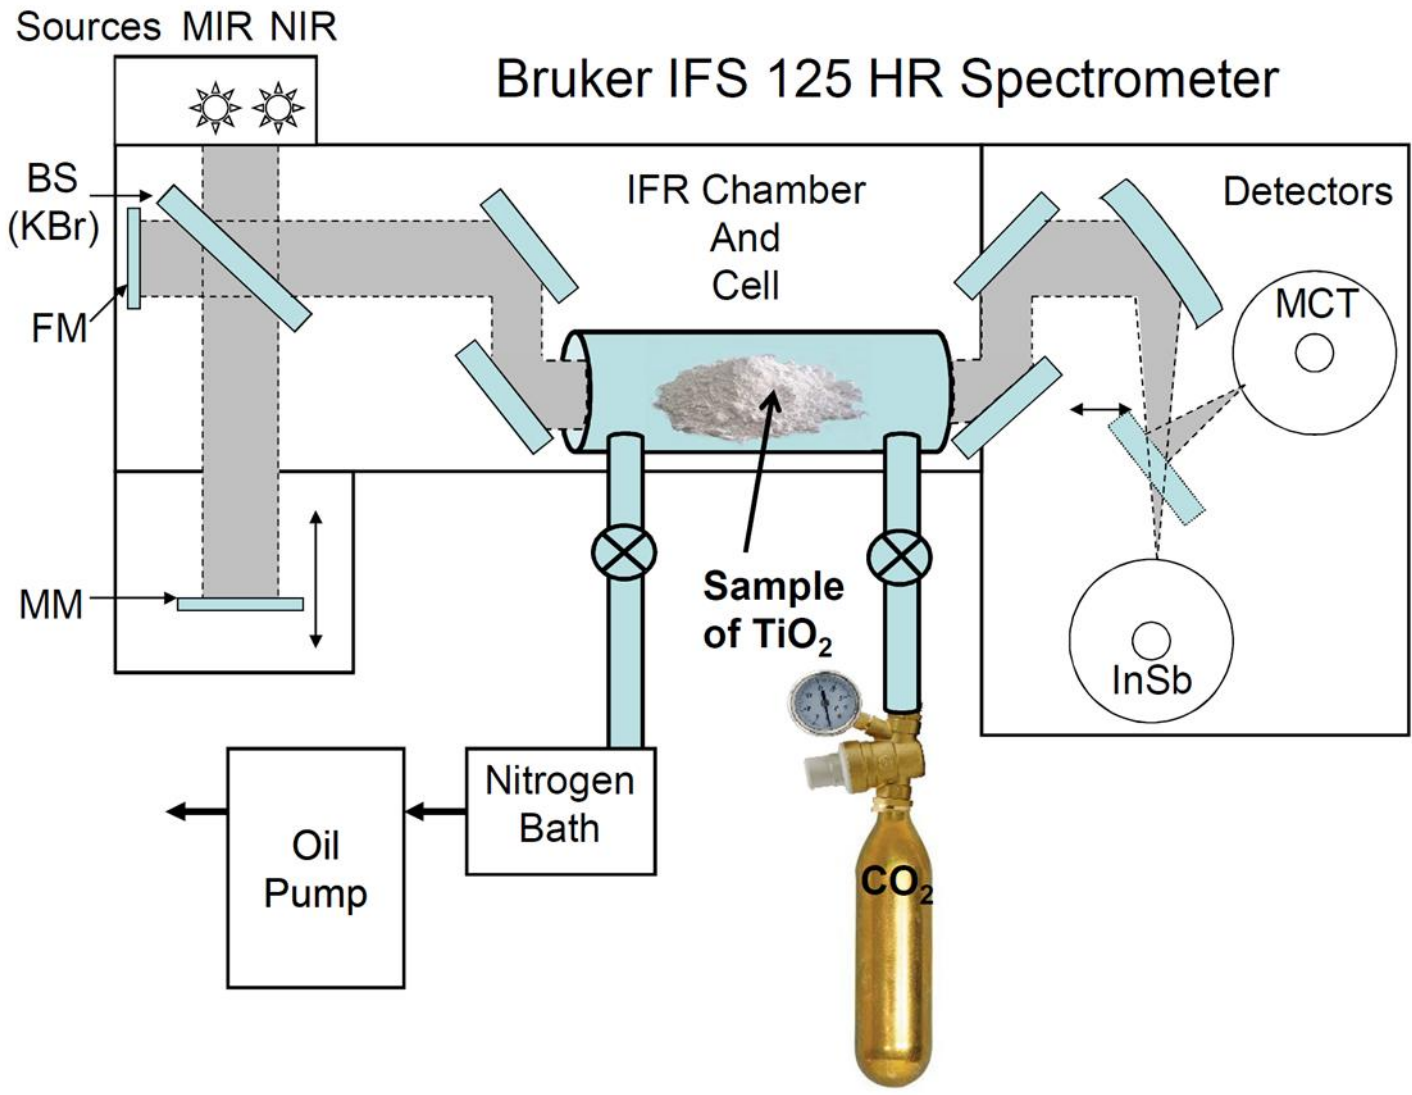 Sources MIR NIR
Bruker IFS 125 HR Spectrometer
BS
(KBr)
FM
IFR Chamber
And
Cell
Detectors
MCT
MM
Sample
of TiO₂
InSb
Nitrogen
Bath
Oil
Pump
CO₂